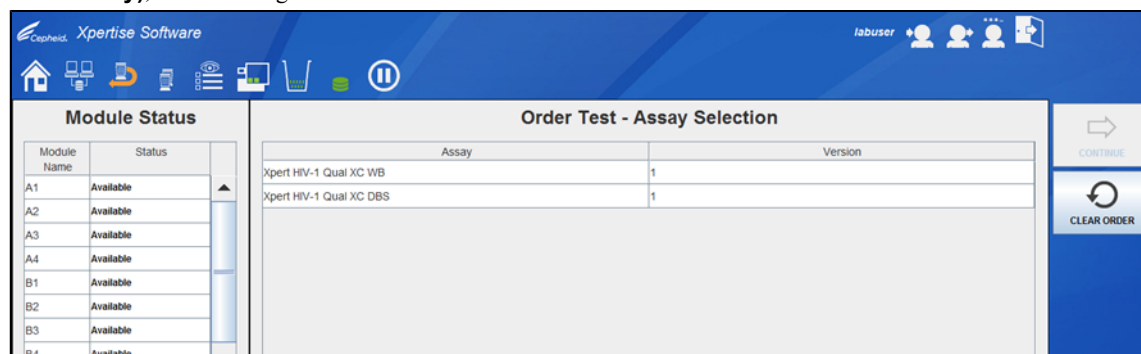 Cepheid. Xpertise Software
labuser
Module Status
Order Test - Assay Selection
CONTINUE
CLEAR ORDER
Module Name Status
A1 Available
A2 Available
A3 Available
A4 Available
B1 Available
B2 Available
B3 Available
B4 Available
Assay Version
Xpert HIV-1 Qual XC WB 1
Xpert HIV-1 Qual XC DBS 1